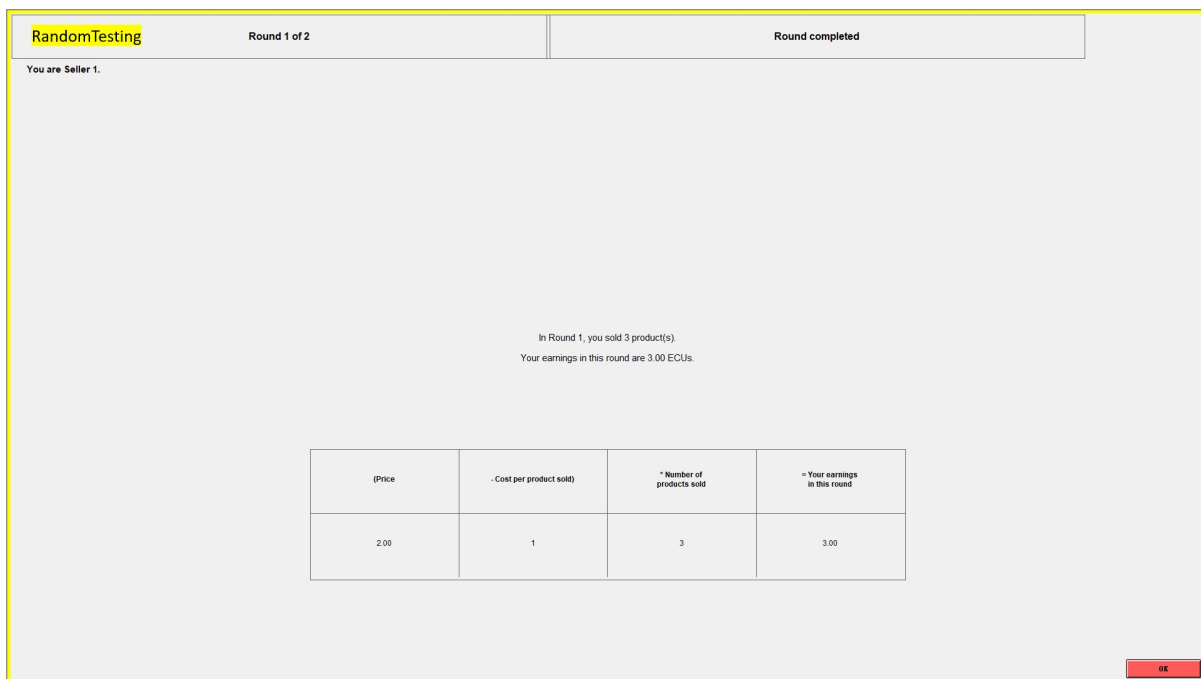 RandomTesting Round 1 of 2 Round completed
You are Seller 1.
In Round 1, you sold 3 product(s).
Your earnings in this round are 3.00 ECUs.
(Price - Cost per product sold) * Number of products sold = Your earnings in this round
2.00 1 3 3.00
OK